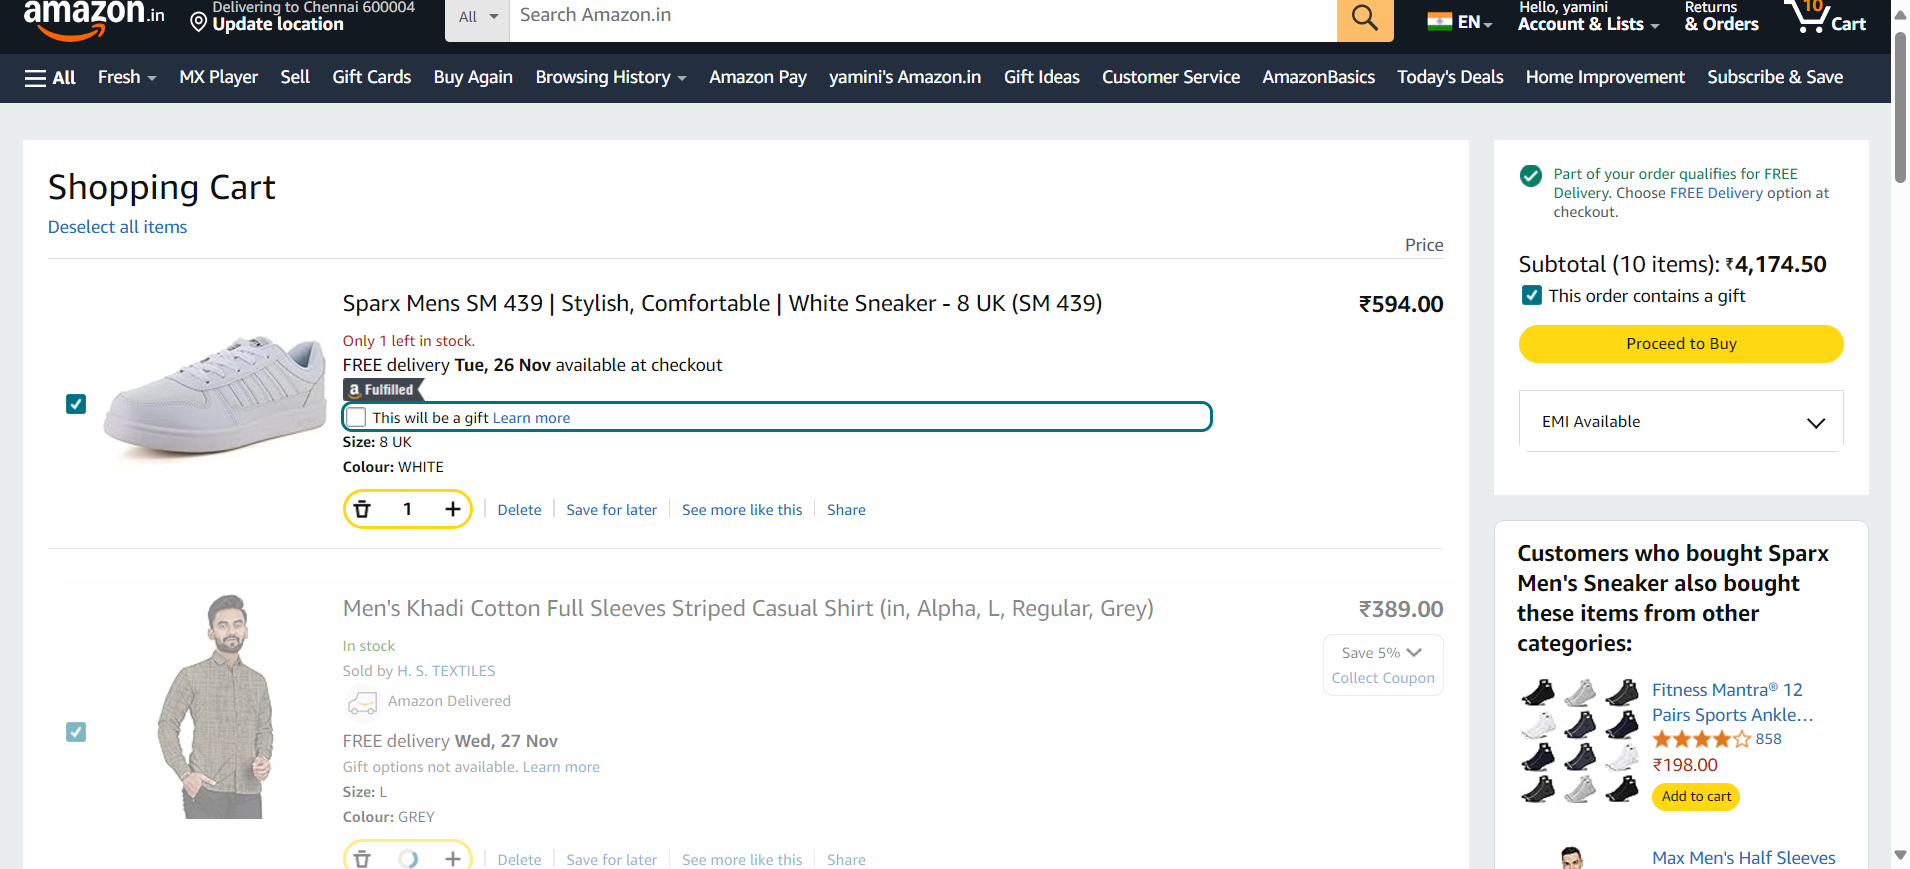 amazon.in
Delivering to Chennai 600004
Update location
All
Search Amazon.in
EN
Hello, yamini
Account & Lists
Returns
& Orders
10
Cart
All
Fresh
MX Player
Sell
Gift Cards
Buy Again
Browsing History
Amazon Pay
yamini's Amazon.in
Gift Ideas
Customer Service
AmazonBasics
Today's Deals
Home Improvement
Subscribe & Save
Shopping Cart
Deselect all items
Price
Sparx Mens SM 439 | Stylish, Comfortable | White Sneaker - 8 UK (SM 439)
₹594.00
Only 1 left in stock.
FREE delivery Tue, 26 Nov available at checkout
a Fulfilled
This will be a gift Learn more
Size: 8 UK
Colour: WHITE
1
Delete
Save for later
See more like this
Share
Men's Khadi Cotton Full Sleeves Striped Casual Shirt (in, Alpha, L, Regular, Grey)
₹389.00
Save 5%
Collect Coupon
In stock
Sold by H. S. TEXTILES
Amazon Delivered
FREE delivery Wed, 27 Nov
Gift options not available. Learn more
Size: L
Colour: GREY
Delete
Save for later
See more like this
Share
Part of your order qualifies for FREE
Delivery. Choose FREE Delivery option at
checkout.
Subtotal (10 items): ₹4,174.50
This order contains a gift
Proceed to Buy
EMI Available
Customers who bought Sparx
Men's Sneaker also bought
these items from other
categories:
Fitness Mantra® 12
Pairs Sports Ankle…
858
₹198.00
Add to cart
Max Men's Half Sleeves